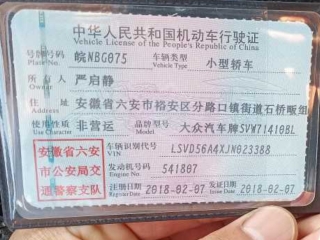 中华人民共和国机动车行驶证
Vehicle License of the People's Republic of China
号牌号码 皖NBG075 车辆类型 小型轿车
Plate No. Vehicle Type
所有人 严启静
Owner
住址 安徽省六安市裕安区分路口镇街道石桥畈组
Address
使用性质 非营运 品牌型号 大众汽车牌SVW71410BL
Use Character Model
安徽省六安
市公安局交
通警察支队
车辆识别代号 LSVD56A4XJN023388
VIN
发动机号码 541807
Engine No.
注册日期 2018-02-07 发证日期 2018-02-07
Register Date Issue Date